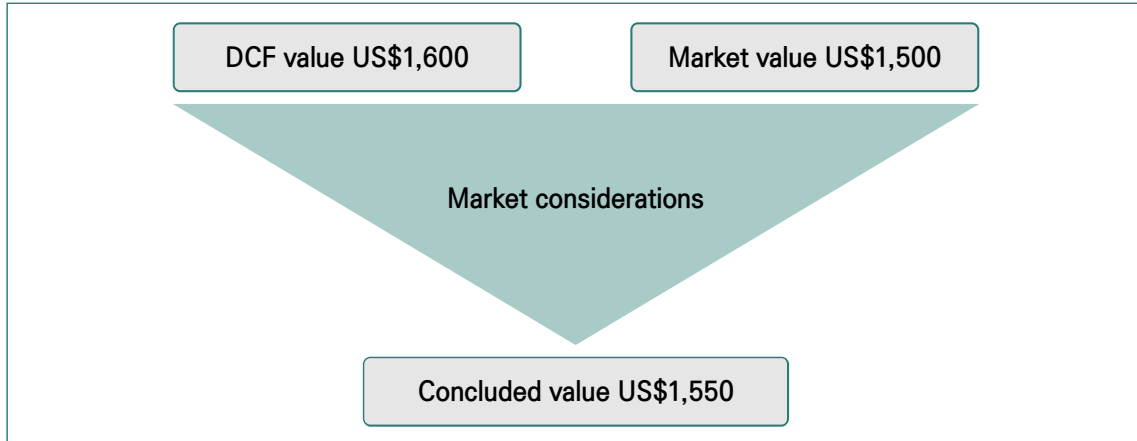 DCF value US$1,600
Market value US$1,500
Market considerations
Concluded value US$1,550